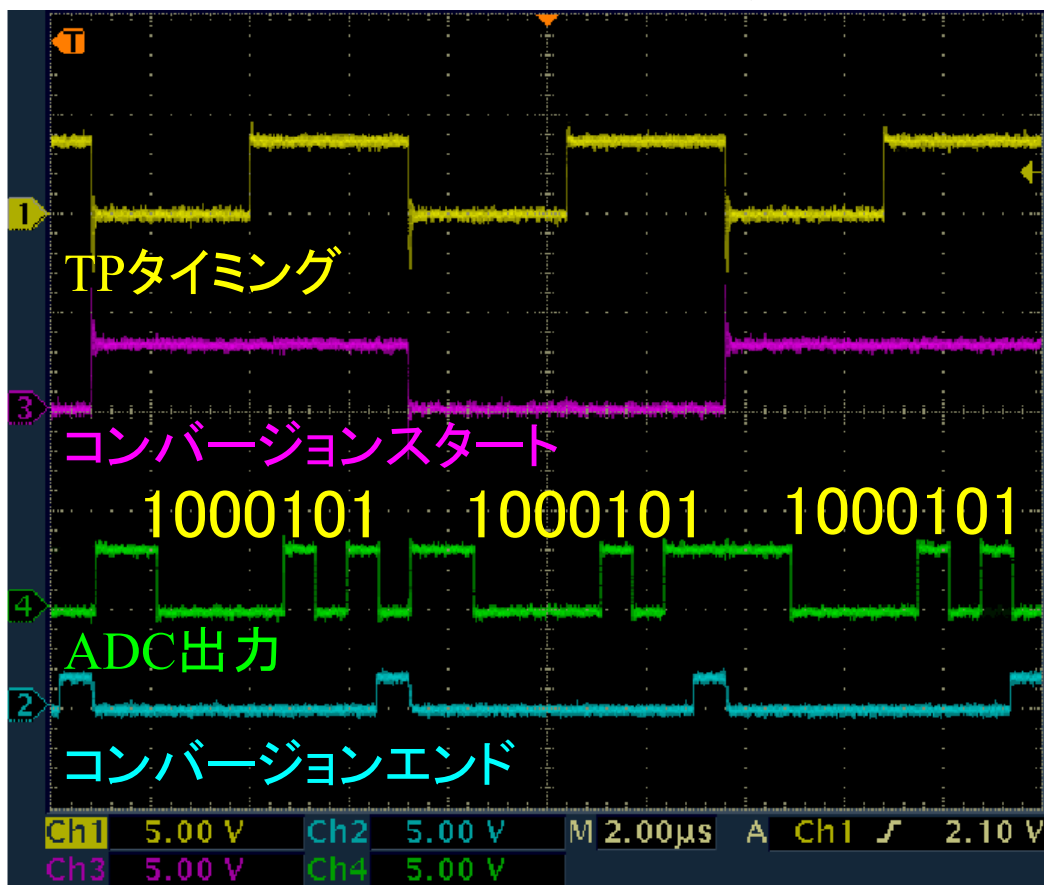 T
1
TPタイミング
3
コンバージョンスタート
1000101 1000101 1000101
4
ADC出力
2
コンバージョンエンド
Ch1 5.00 V Ch2 5.00 V M 2.00μs A Ch1 2.10 V
Ch3 5.00 V Ch4 5.00 V